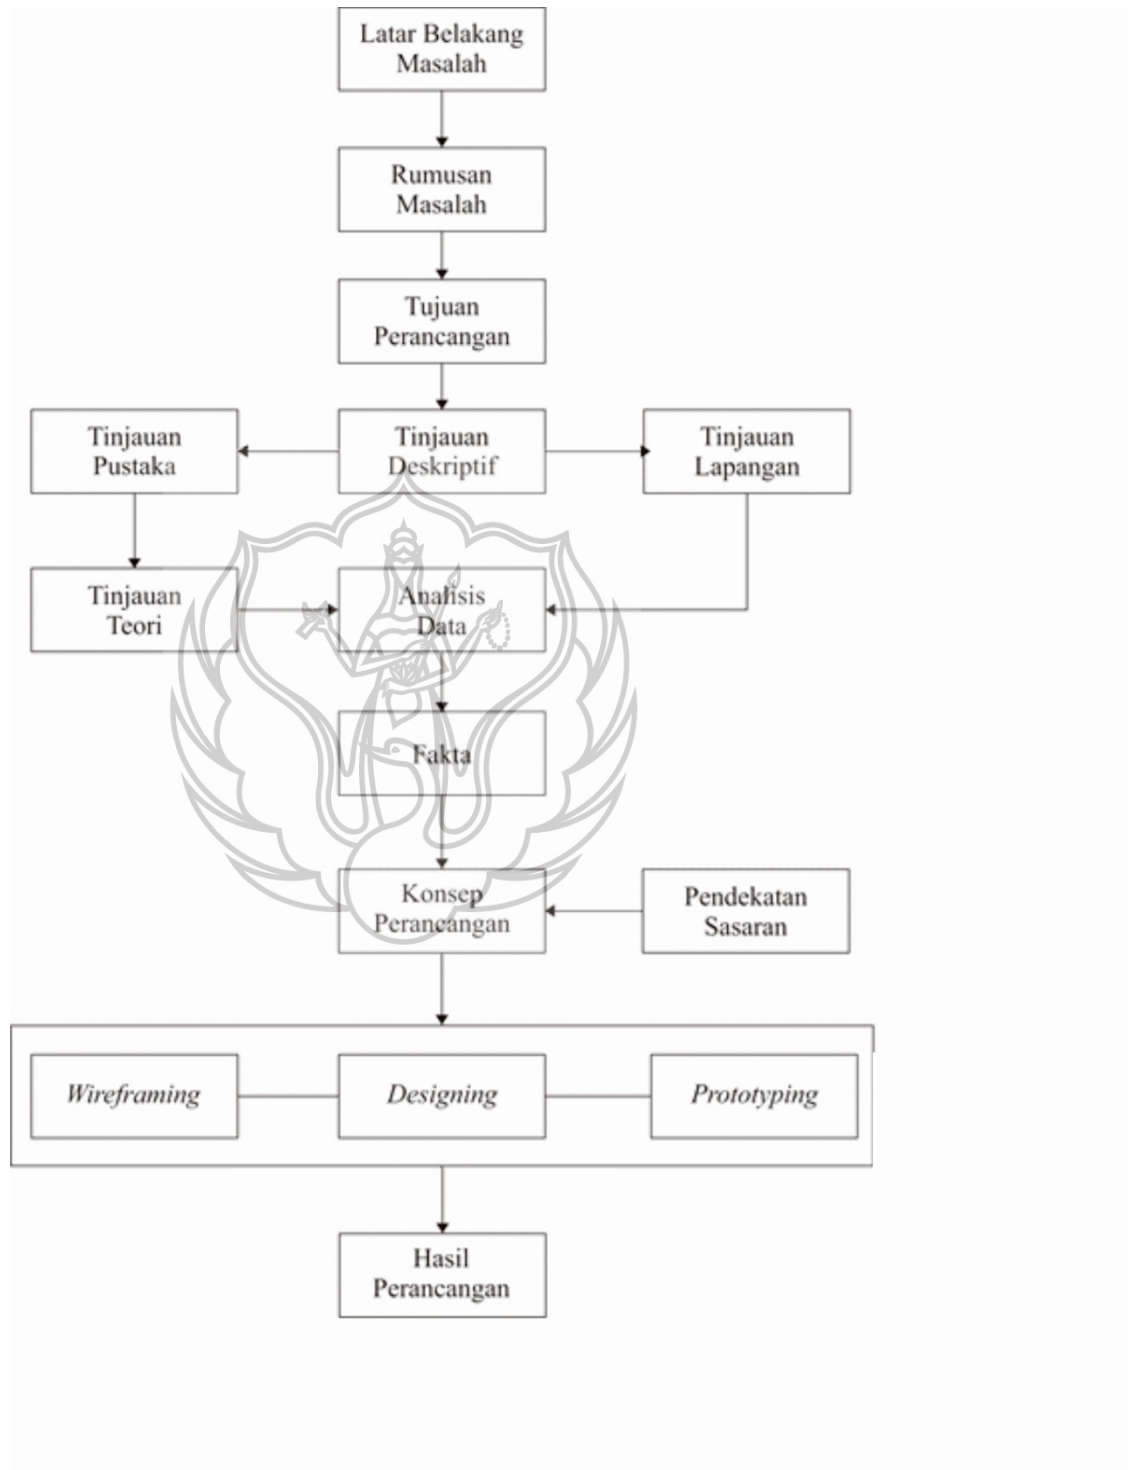 Latar Belakang
Masalah
Rumusan
Masalah
Tujuan
Perancangan
Tinjauan
Pustaka
Tinjauan
Deskriptif
Tinjauan
Lapangan
Tinjauan
Teori
Analisis
Data
Fakta
Konsep
Perancangan
Pendekatan
Sasaran
Wireframing
Designing
Prototyping
Hasil
Perancangan